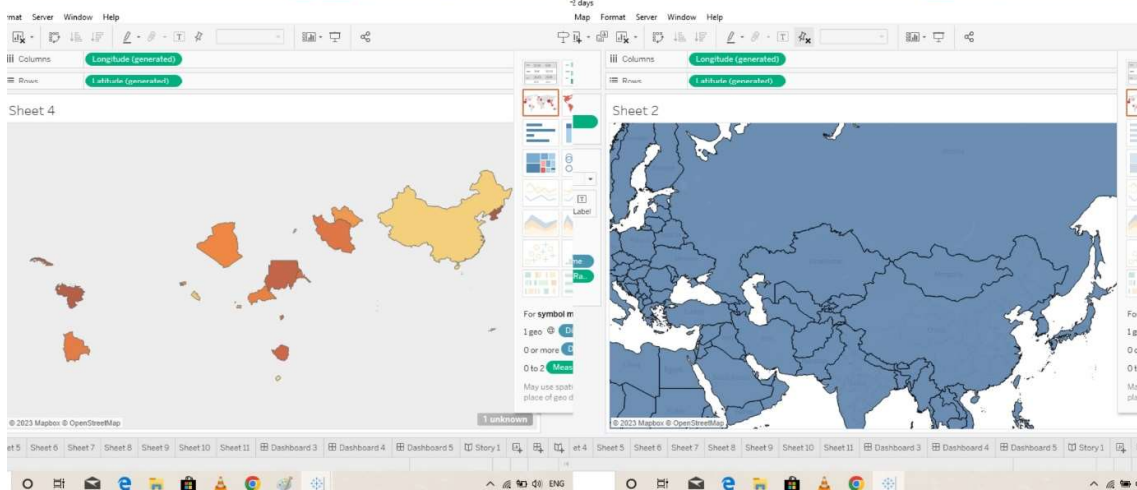 days
rmat Server Window Help
Columns Longitude (generated)
Rows Latitude (generated)
Sheet 4
Label
For symbol m
1 geo
0 or more
0 to 2 Meas
May use spati
place of geo d
© 2023 Mapbox © OpenStreetMap
1 unknown
et 5 Sheet 6 Sheet 7 Sheet 8 Sheet 9 Sheet 10 Sheet 11 Dashboard 3 Dashboard 4 Dashboard 5 Story 1
ENG
Map Format Server Window Help
Columns Longitude (generated)
Rows Latitude (generated)
Sheet 2
© 2023 Mapbox © OpenStreetMap
et 4 Sheet 5 Sheet 6 Sheet 7 Sheet 8 Sheet 9 Sheet 10 Sheet 11 Dashboard 3 Dashboard 4 Dashboard 5 Story 1